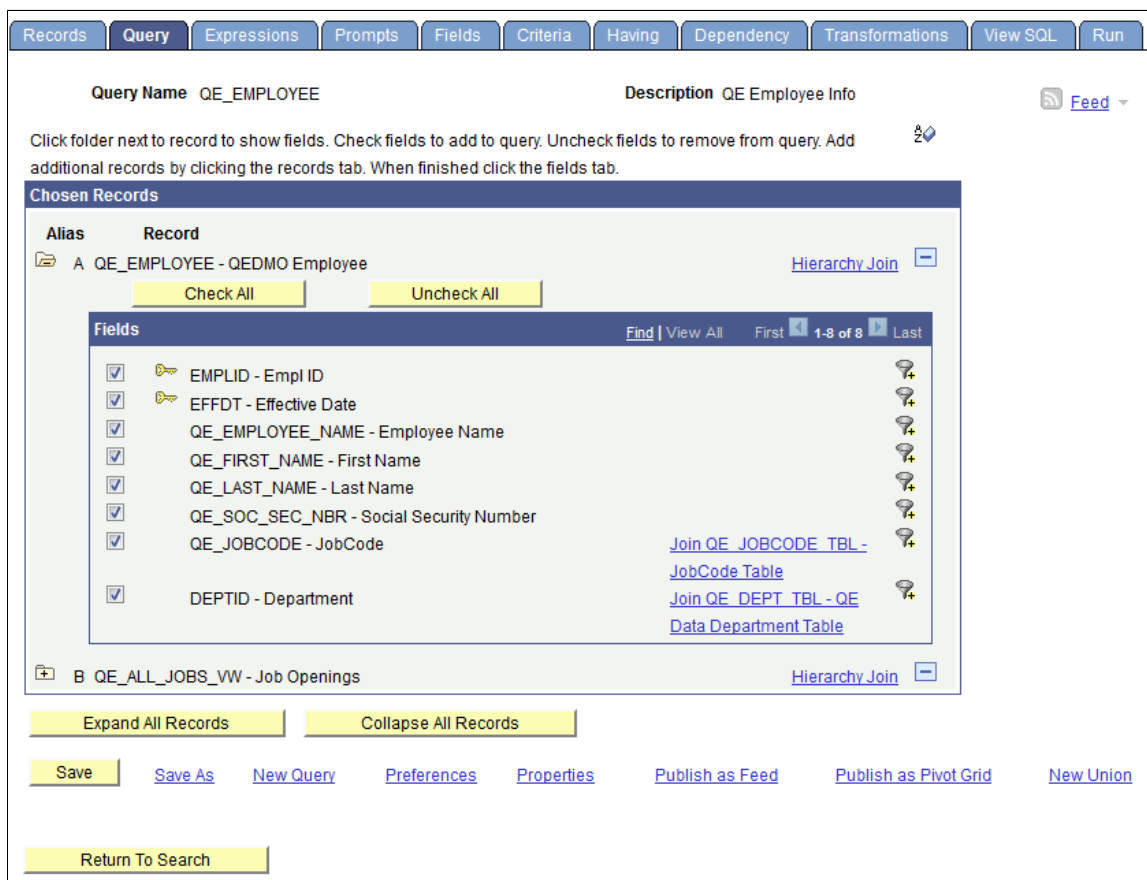 Records Query Expressions Prompts Fields Criteria Having Dependency Transformations View SQL Run
Query Name QE_EMPLOYEE Description QE Employee Info Feed
Click folder next to record to show fields. Check fields to add to query. Uncheck fields to remove from query. Add
additional records by clicking the records tab. When finished click the fields tab.
Chosen Records
Alias Record
A QE_EMPLOYEE - QEDMO Employee Hierarchy Join
Check All Uncheck All
Fields Find | View All First 1-8 of 8 Last
EMPLID - Empl ID
EFFDT - Effective Date
QE_EMPLOYEE_NAME - Employee Name
QE_FIRST_NAME - First Name
QE_LAST_NAME - Last Name
QE_SOC_SEC_NBR - Social Security Number
QE_JOBCODE - JobCode Join QE_JOBCODE_TBL -
JobCode Table
DEPTID - Department Join QE_DEPT_TBL - QE
Data Department Table
B QE_ALL_JOBS_VW - Job Openings Hierarchy Join
Expand All Records Collapse All Records
Save Save As New Query Preferences Properties Publish as Feed Publish as Pivot Grid New Union
Return To Search